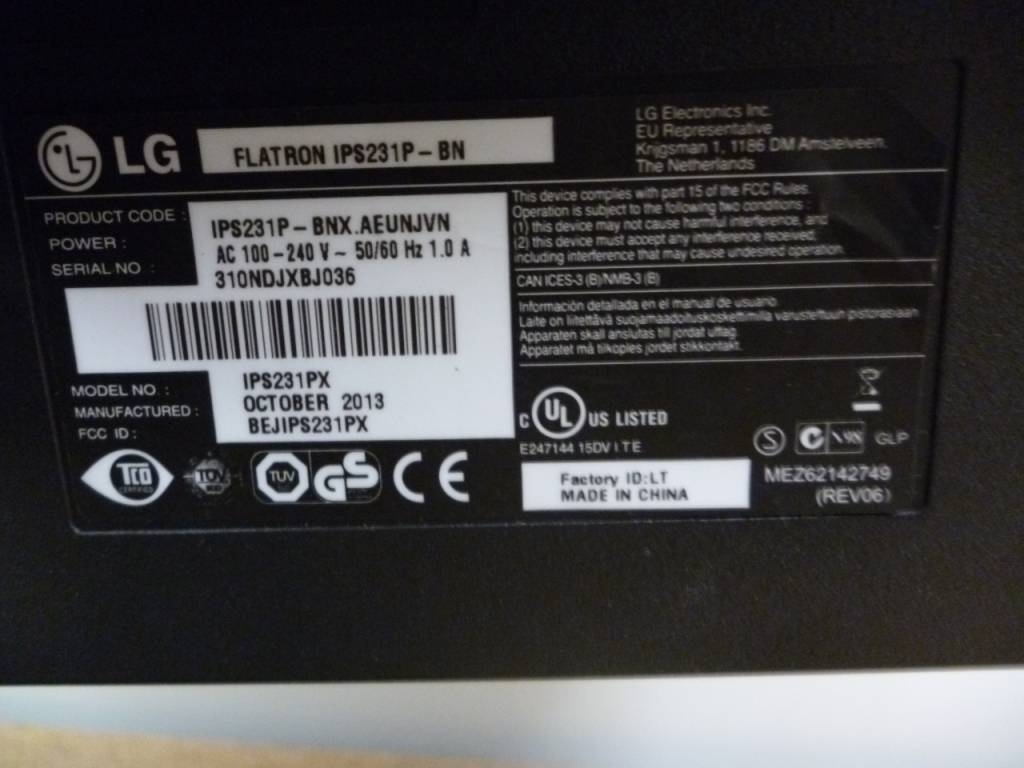 LG FLATRON IPS231P-BN
LG Electronics Inc.
EU Representative
Krijgsman 1, 1186 DM Amstelveen.
The Netherlands
PRODUCT CODE : IPS231P-BNX.AEUNJVN
POWER : AC 100-240 V ~ 50/60 Hz 1.0 A
SERIAL NO : 310NDJXBJ036
MODEL NO. : IPS231PX
MANUFACTURED : OCTOBER 2013
FCC ID : BEJIPS231PX
TCO CERTIFIED
TUV
TUV GS CE
This device complies with part 15 of the FCC Rules.
Operation is subject to the following two conditions :
(1) this device may not cause harmful interference, and
(2) this device must accept any interference received,
including interference that may cause undesired operation.
CAN ICES-3 (B)/NMB-3 (B)
Información detallada en el manual de usuario.
Laite on liitettävä suojamaadoituskoskettimilla varustettuun pistorasiaan
Apparaten skall anslutas till jordat uttag.
Apparatet må tilkoples jordet stikkontakt.
C UL US LISTED
E247144 15DV I T E
Factory ID:LT
MADE IN CHINA
S GLP
MEZ62142749
(REV06)